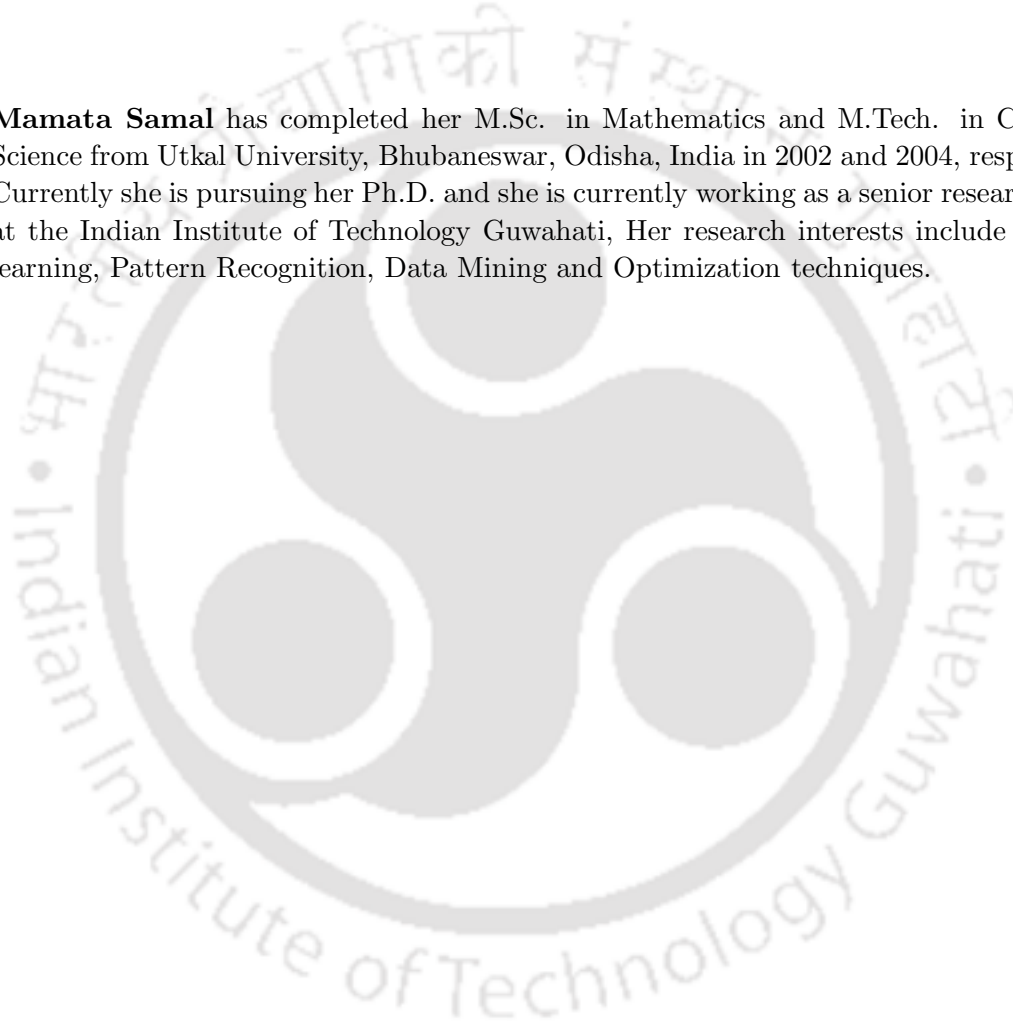 Mamata Samal has completed her M.Sc. in Mathematics and M.Tech. in
Science from Utkal University, Bhubaneswar, Odisha, India in 2002 and 2004,
Currently she is pursuing her Ph.D. and she is currently working as a senior
at the Indian Institute of Technology Guwahati, Her research interests include
Learning, Pattern Recognition, Data Mining and Optimization techniques.
भारतीय प्रौद्योगिकी संस्थान गुवाहाटी
Indian Institute of Technology Guwahati